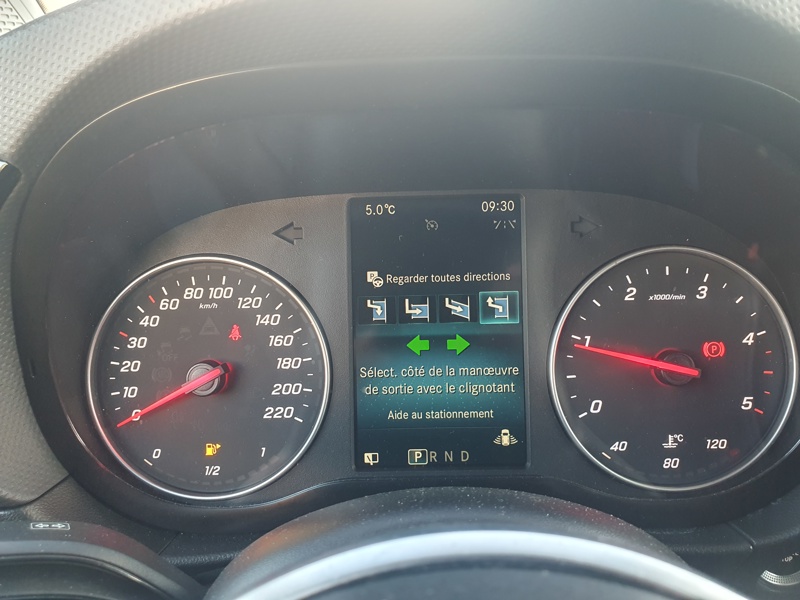 5.0°C 09:30
Regarder toutes directions
Sélect. côté de la manœuvre
de sortie avec le clignotant
Aide au stationnement
P R N D
0 10 20 30 40 60 80 100 120 140 160 180 200 220
km/h
0 1/2 1
0 1 2 3 4 5
x1000/min
P
°C
40 80 120